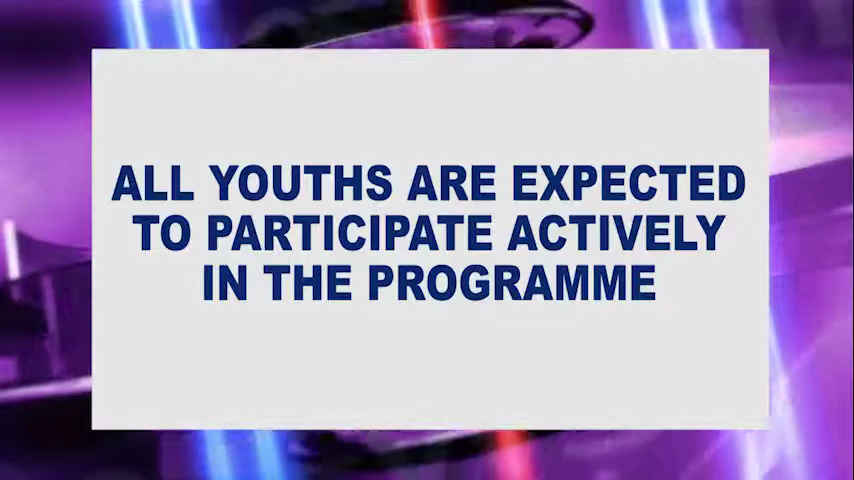 ALL YOUTHS ARE EXPECTED
TO PARTICIPATE ACTIVELY
IN THE PROGRAMME